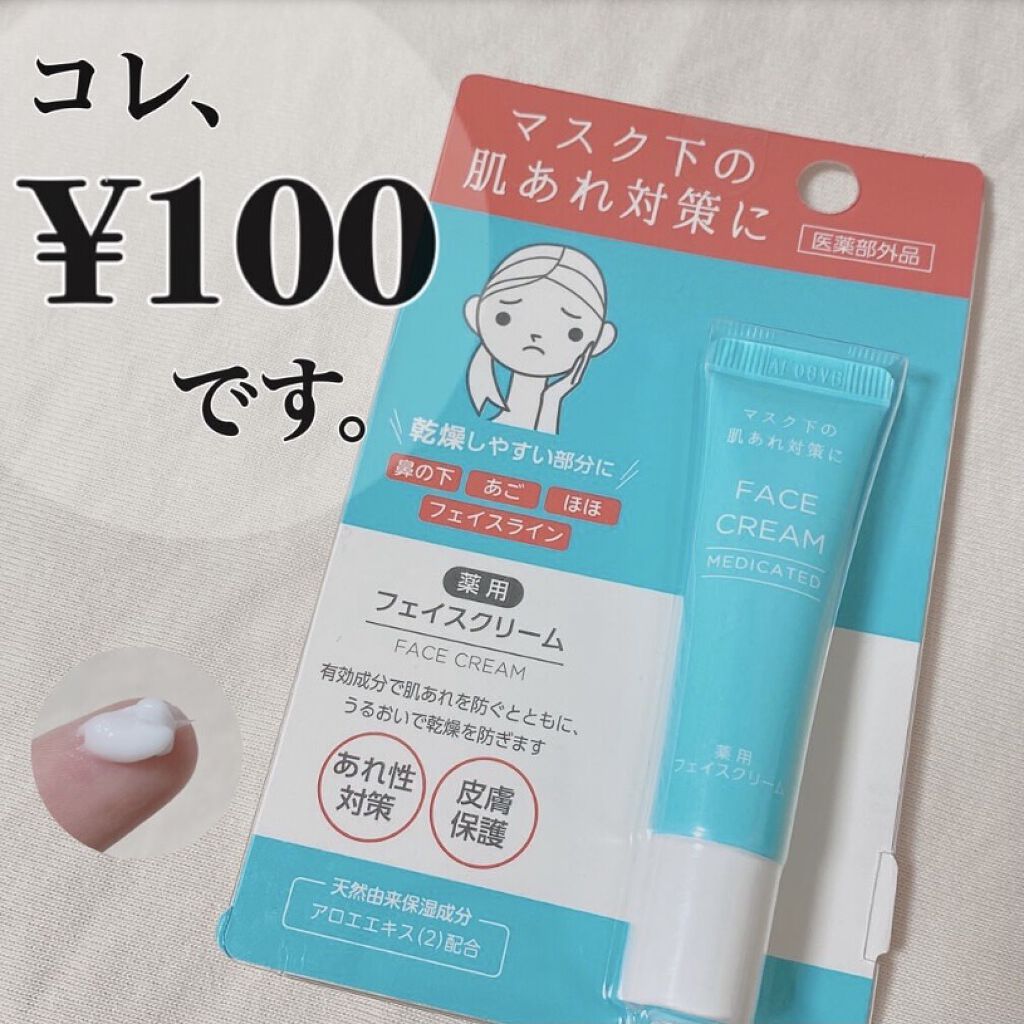 コレ、
¥100
です。
マスク下の
肌あれ対策に
医薬部外品
乾燥しやすい部分に
鼻の下 あご ほほ
フェイスライン
薬用
フェイスクリーム
FACE CREAM
有効成分で肌あれを防ぐとともに、
うるおいで乾燥を防ぎます
あれ性
対策
皮膚
保護
天然由来保湿成分
アロエエキス(2)配合
マスク下の
肌あれ対策に
FACE
CREAM
MEDICATED
薬用
フェイスクリーム